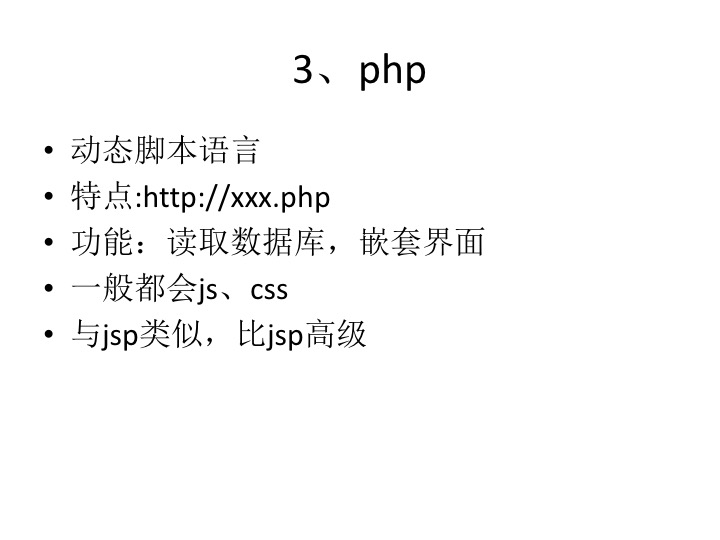 3、php
• 动态脚本语言
• 特点:http://xxx.php
• 功能：读取数据库，嵌套界面
• 一般都会js、css
• 与jsp类似，比jsp高级